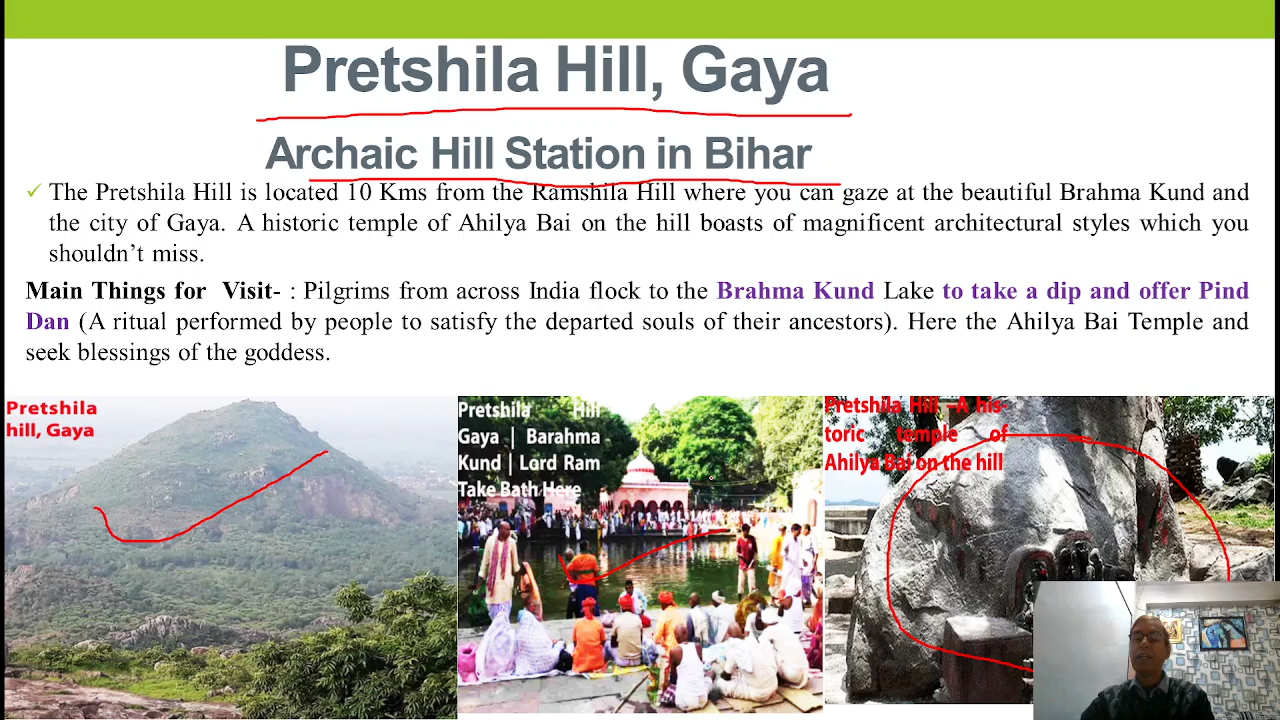 Pretshila Hill, Gaya
Archaic Hill Station in Bihar
✓ The Pretshila Hill is located 10 Kms from the Ramshila Hill where you can gaze at the beautiful Brahma Kund and
the city of Gaya. A historic temple of Ahilya Bai on the hill boasts of magnificent architectural styles which you
shouldn’t miss.
Main Things for Visit- : Pilgrims from across India flock to the Brahma Kund Lake to take a dip and offer Pind
Dan (A ritual performed by people to satisfy the departed souls of their ancestors). Here the Ahilya Bai Temple and
seek blessings of the goddess.
Pretshila
hill, Gaya
Pretshila Hill
Gaya | Barahma
Kund | Lord Ram
Take Bath Here
Pretshila Hill –A his-
toric temple of
Ahilya Bai on the hill